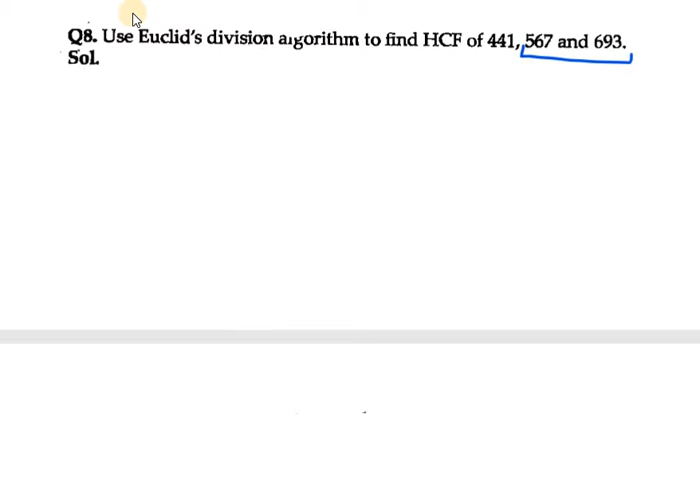 Q8. Use Euclid's division algorithm to find HCF of 441, 567 and 693.
Sol.